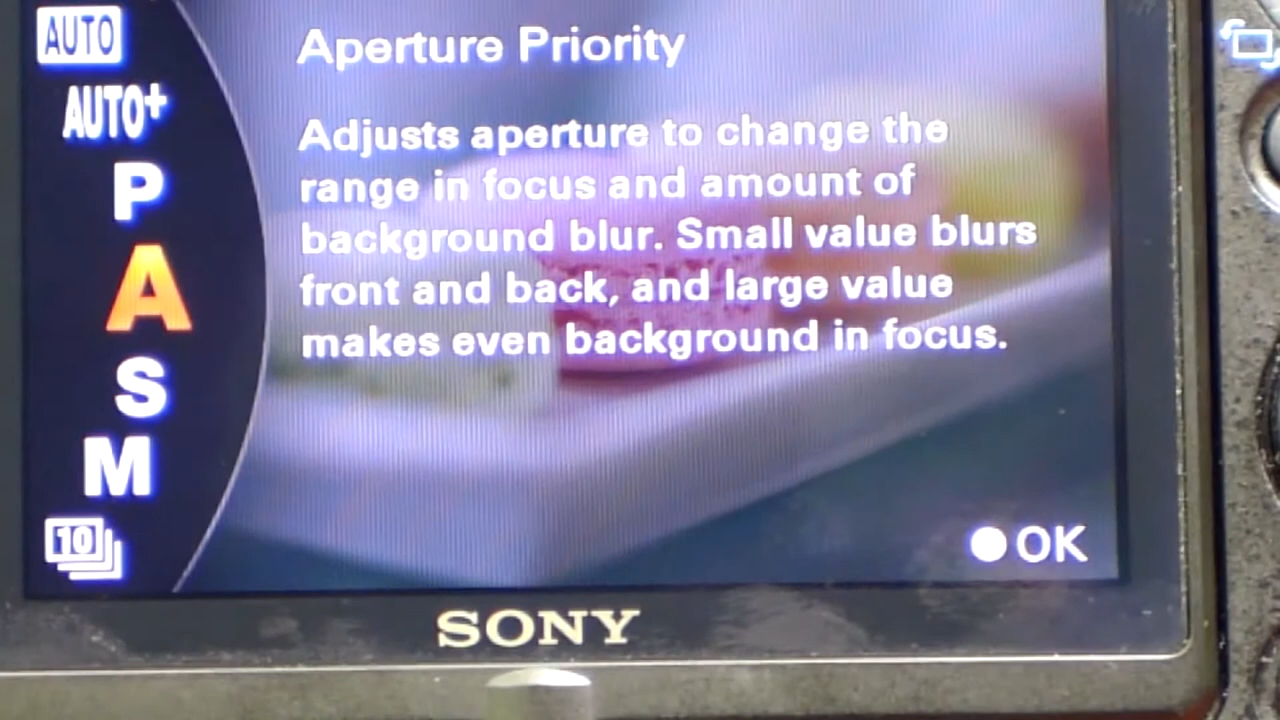 AUTO
AUTO+
P
A
S
M
10
Aperture Priority
Adjusts aperture to change the
range in focus and amount of
background blur. Small value blurs
front and back, and large value
makes even background in focus.
OK
SONY